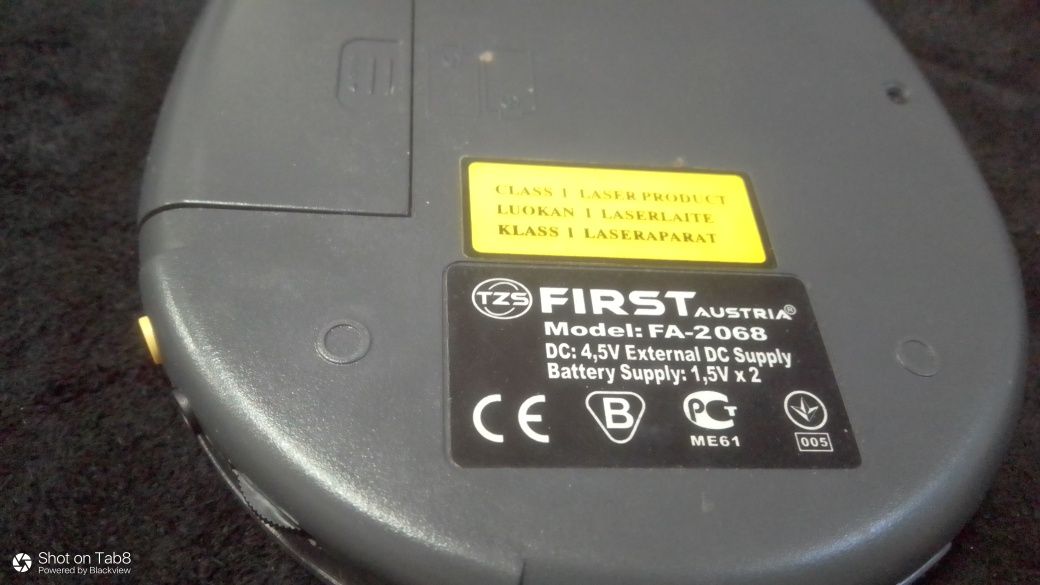 CLASS 1 LASER PRODUCT
LUOKAN 1 LASERLAITE
KLASS 1 LASERAPARAT
TZS FIRST AUSTRIA®
Model: FA-2068
DC: 4,5V External DC Supply
Battery Supply: 1,5V x 2
CE B PCT
ME61 005
Shot on Tab8
Powered by Blackview